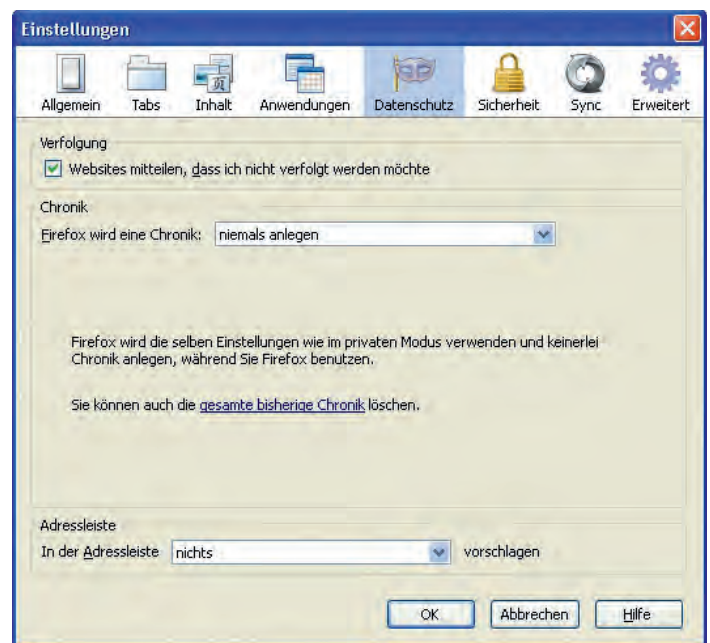 Einstellungen
Allgemein Tabs Inhalt Anwendungen Datenschutz Sicherheit Sync Erweitert
Verfolgung
Websites mitteilen, dass ich nicht verfolgt werden möchte
Chronik
Firefox wird eine Chronik: niemals anlegen
Firefox wird die selben Einstellungen wie im privaten Modus verwenden und keinerlei
Chronik anlegen, während Sie Firefox benutzen.
Sie können auch die gesamte bisherige Chronik löschen.
Adressleiste
In der Adressleiste nichts vorschlagen
OK Abbrechen Hilfe